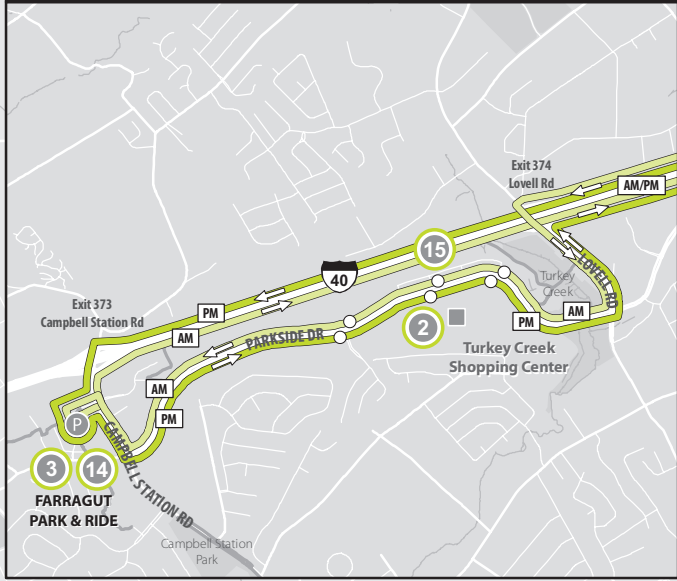 Exit 374
Lovell Rd
AM/PM
15
40
LOVELL RD
Turkey
Creek
Exit 373
Campbell Station Rd
PM
AM
PARKSIDE DR
AM
PM
2
Turkey Creek
Shopping Center
AM
PM
P
CAMPBELL STATION RD
3
14
FARRAGUT
PARK & RIDE
Campbell Station
Park